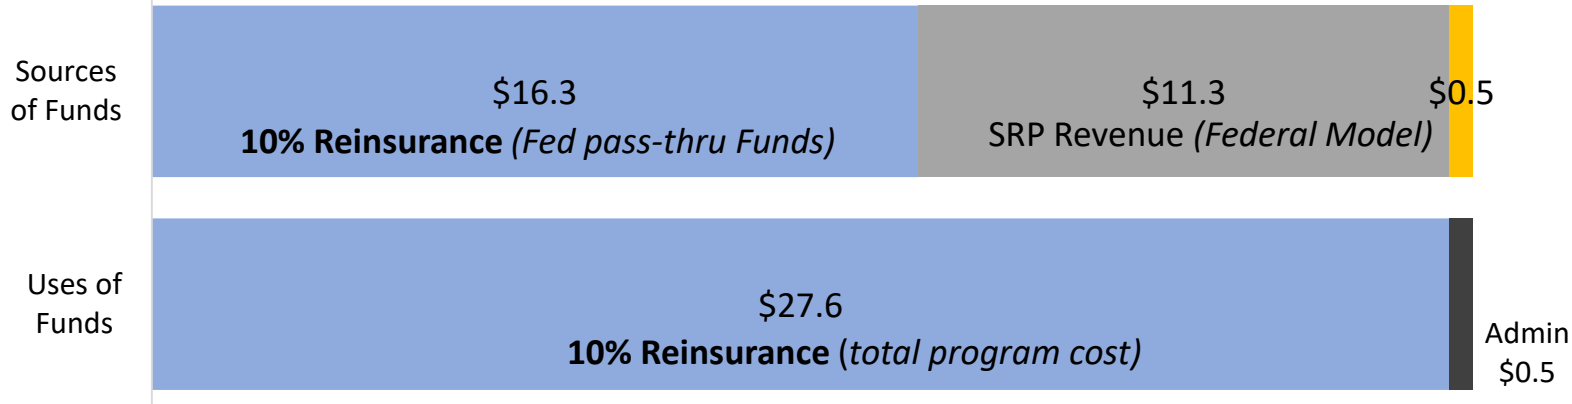 Sources
of Funds
$16.3
10% Reinsurance (Fed pass-thru Funds)
$11.3
SRP Revenue (Federal Model)
$0.5
Uses of
Funds
$27.6
10% Reinsurance (total program cost)
Admin
$0.5